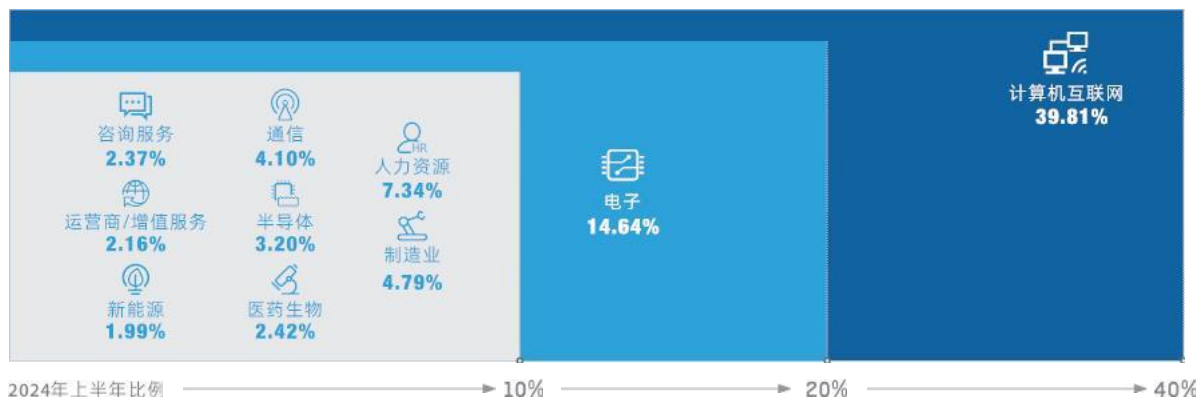 计算机互联网
39.81%
咨询服务
2.37%
通信
4.10%
HR
人力资源
7.34%
电子
14.64%
运营商/增值服务
2.16%
半导体
3.20%
制造业
4.79%
新能源
1.99%
医药生物
2.42%
2024年上半年比例
10%
20%
40%